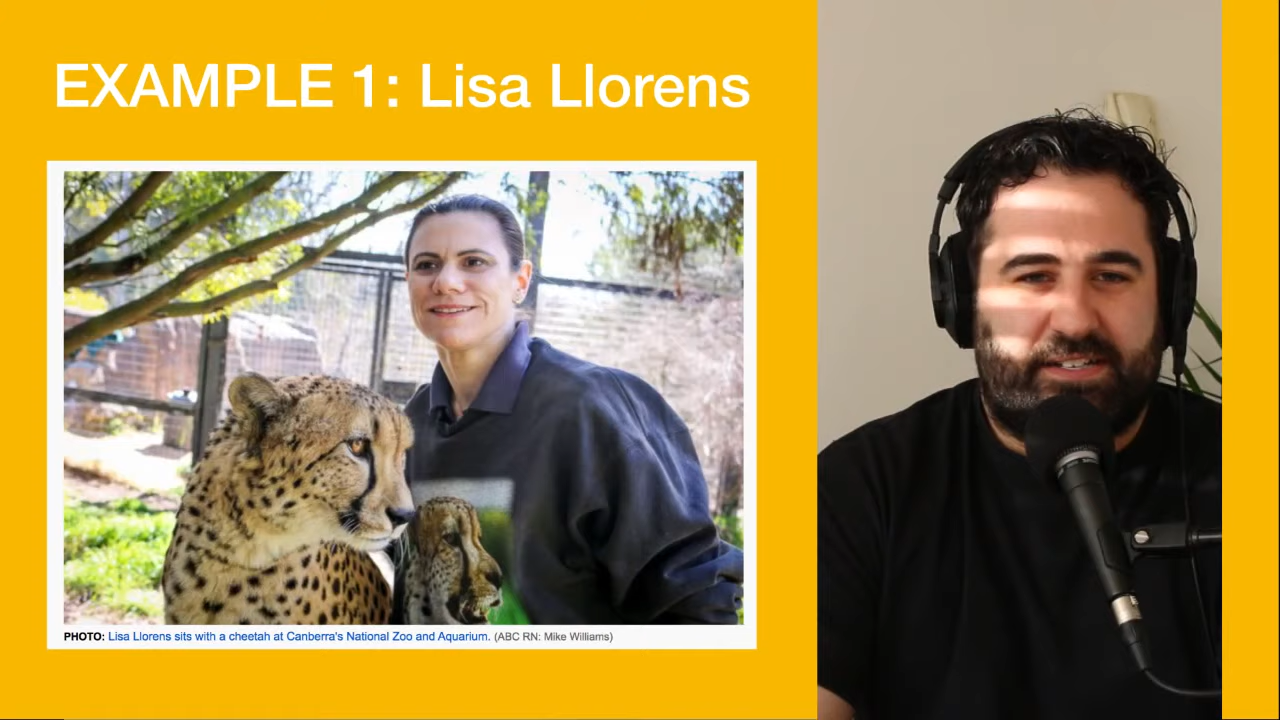 EXAMPLE 1: Lisa Llorens
PHOTO: Lisa Llorens sits with a cheetah at Canberra's National Zoo and Aquarium. (ABC RN: Mike Williams)